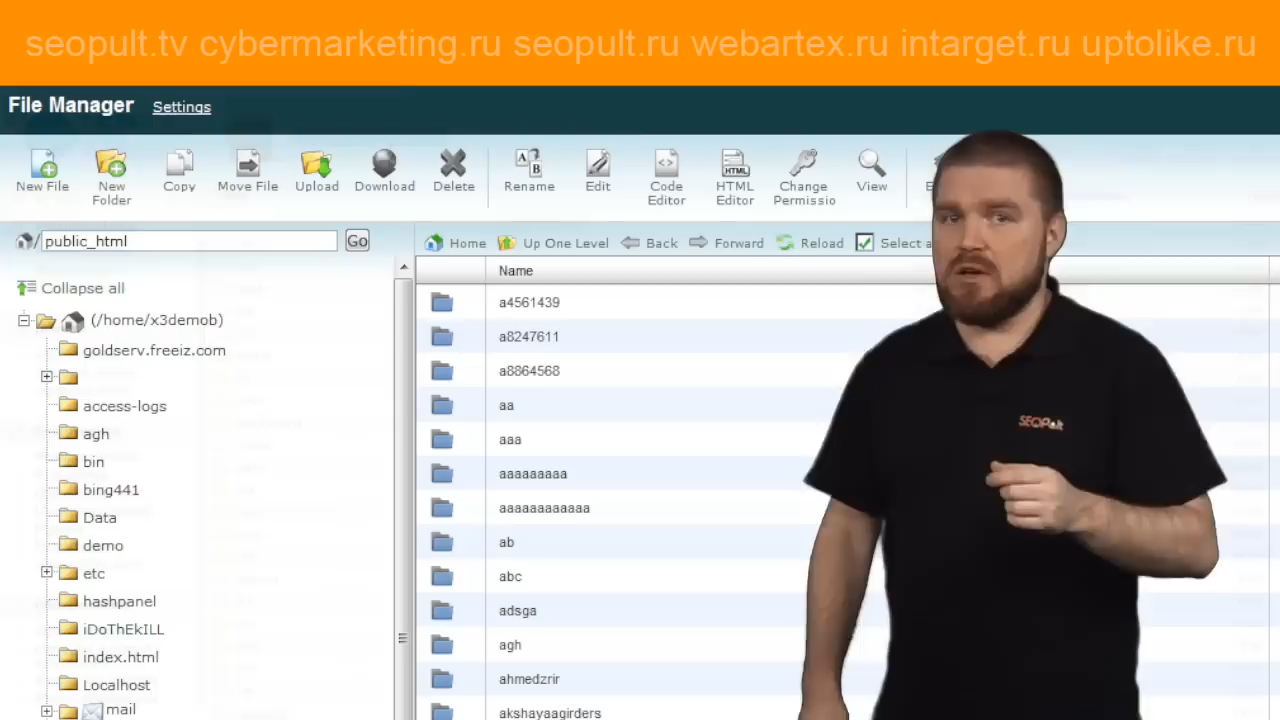 seopult.tv cybermarketing.ru seopult.ru webartex.ru intarget.ru uptolike.ru
File Manager Settings
New File
New Folder
Copy
Move File
Upload
Download
Delete
Rename
Edit
Code Editor
HTML Editor
Change Permissio
View
/ public_html Go
Home Up One Level Back Forward Reload Select a
Collapse all
(/home/x3demob)
goldserv.freeiz.com
access-logs
agh
bin
bing441
Data
demo
etc
hashpanel
iDoThEkILL
index.html
Localhost
mail
Name
a4561439
a8247611
a8864568
aa
aaa
aaaaaaaaa
aaaaaaaaaaaa
ab
abc
adsga
agh
ahmedzrir
akshayaagirders
SEOPult